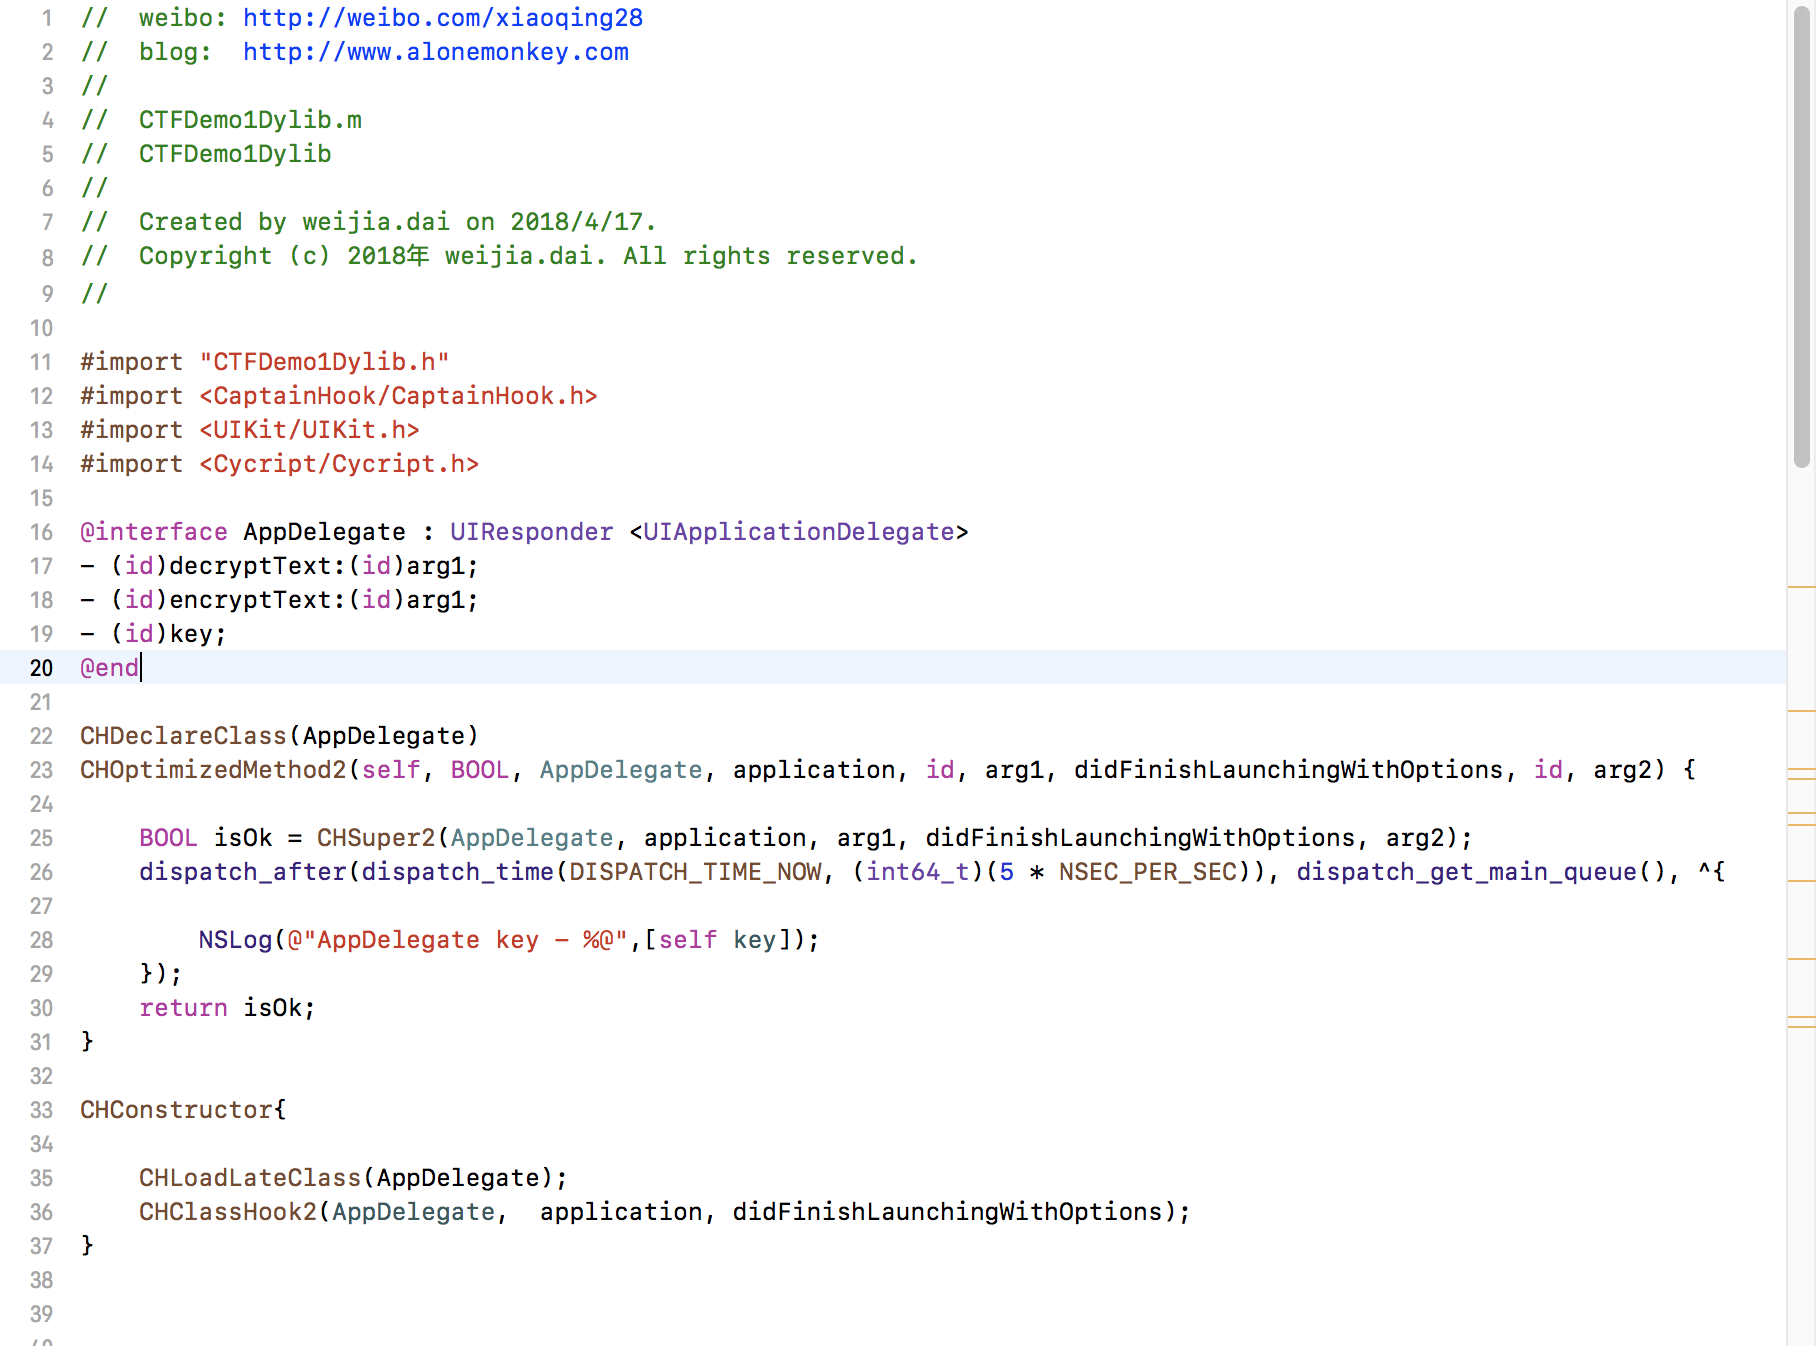 1 //  weibo: http://weibo.com/xiaoqing28
2 //  blog:  http://www.alonemonkey.com
3 //
4 //  CTFDemo1Dylib.m
5 //  CTFDemo1Dylib
6 //
7 //  Created by weijia.dai on 2018/4/17.
8 //  Copyright (c) 2018年 weijia.dai. All rights reserved.
9 //
10
11 #import "CTFDemo1Dylib.h"
12 #import <CaptainHook/CaptainHook.h>
13 #import <UIKit/UIKit.h>
14 #import <Cycript/Cycript.h>
15
16 @interface AppDelegate : UIResponder <UIApplicationDelegate>
17 - (id)decryptText:(id)arg1;
18 - (id)encryptText:(id)arg1;
19 - (id)key;
20 @end
21
22 CHDeclareClass(AppDelegate)
23 CHOptimizedMethod2(self, BOOL, AppDelegate, application, id, arg1, didFinishLaunchingWithOptions, id, arg2) {
24
25     BOOL isOk = CHSuper2(AppDelegate, application, arg1, didFinishLaunchingWithOptions, arg2);
26     dispatch_after(dispatch_time(DISPATCH_TIME_NOW, (int64_t)(5 * NSEC_PER_SEC)), dispatch_get_main_queue(), ^{
27
28         NSLog(@"AppDelegate key - %@",[self key]);
29     });
30     return isOk;
31 }
32
33 CHConstructor{
34
35     CHLoadLateClass(AppDelegate);
36     CHClassHook2(AppDelegate,  application, didFinishLaunchingWithOptions);
37 }
38
39